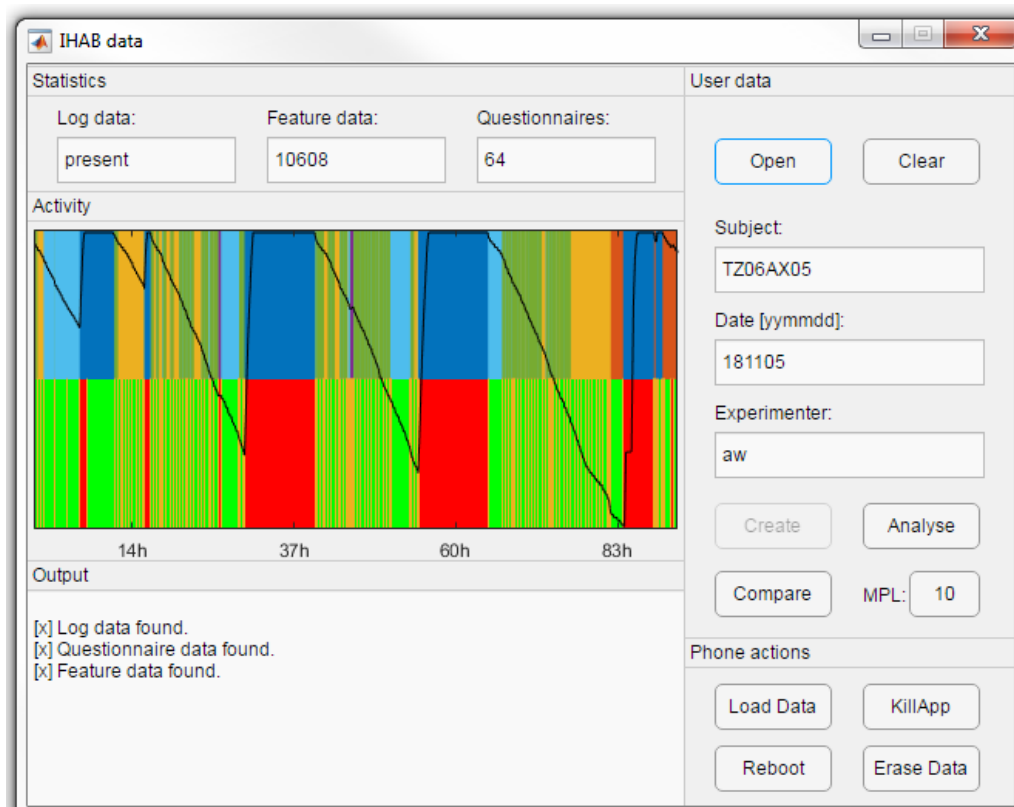 IHAB data
Statistics
Log data:
Feature data:
Questionnaires:
present
10608
64
Activity
14h
37h
60h
83h
Output
[x] Log data found.
[x] Questionnaire data found.
[x] Feature data found.
User data
Open
Clear
Subject:
TZ06AX05
Date [yymmdd]:
181105
Experimenter:
aw
Create
Analyse
Compare
MPL:
10
Phone actions
Load Data
KillApp
Reboot
Erase Data